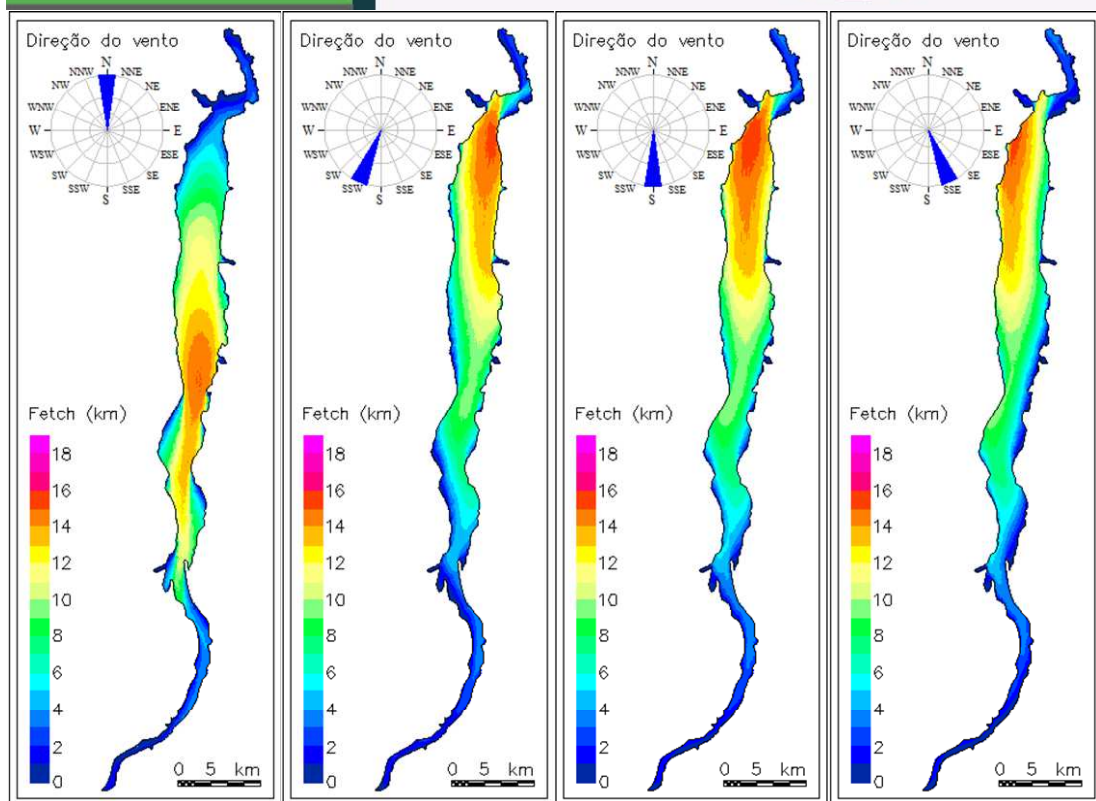 Direção do vento
N
NNW NNE
NW NE
WNW ENE
W E
WSW ESE
SW SE
SSW SSE
S
Fetch (km)
18
16
14
12
10
8
6
4
2
0
0 5 km
Direção do vento
N
NNW NNE
NW NE
WNW ENE
W E
WSW ESE
SW SE
SSW SSE
S
Fetch (km)
18
16
14
12
10
8
6
4
2
0
0 5 km
Direção do vento
N
NNW NNE
NW NE
WNW ENE
W E
WSW ESE
SW SE
SSW SSE
S
Fetch (km)
18
16
14
12
10
8
6
4
2
0
0 5 km
Direção do vento
N
NNW NNE
NW NE
WNW ENE
W E
WSW ESE
SW SE
SSW SSE
S
Fetch (km)
18
16
14
12
10
8
6
4
2
0
0 5 km